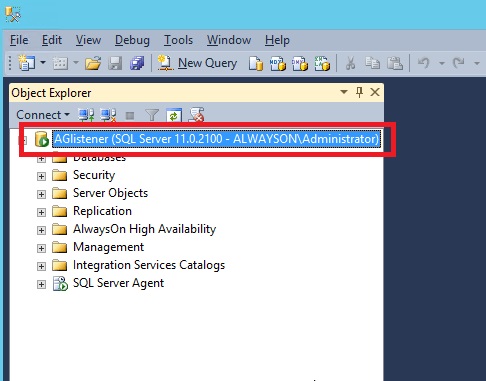 File Edit View Debug Tools Window Help
New Query
Object Explorer
Connect
AGlistener (SQL Server 11.0.2100 - ALWAYSON\Administrator)
Databases
Security
Server Objects
Replication
AlwaysOn High Availability
Management
Integration Services Catalogs
SQL Server Agent